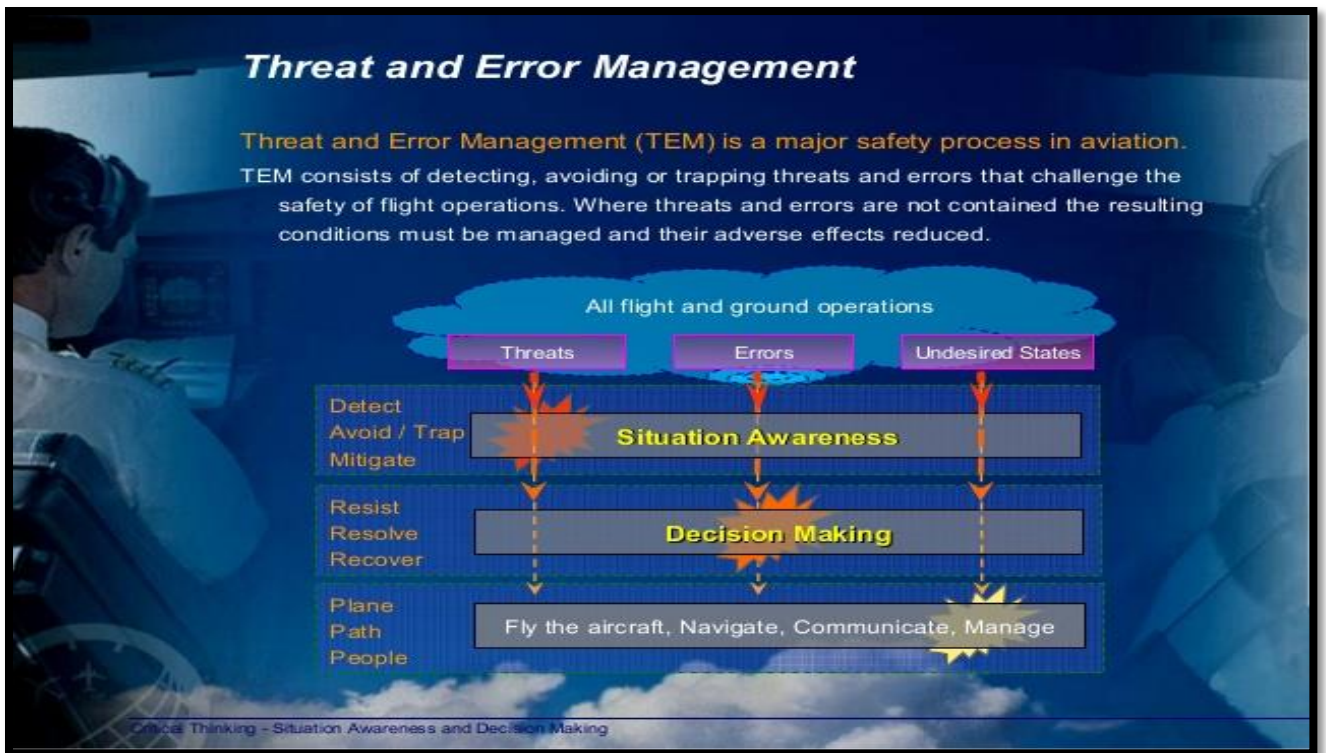 Threat and Error Management
Threat and Error Management (TEM) is a major safety process in aviation.
TEM consists of detecting, avoiding or trapping threats and errors that challenge the
safety of flight operations. Where threats and errors are not contained the resulting
conditions must be managed and their adverse effects reduced.
All flight and ground operations
Threats
Errors
Undesired States
Detect
Avoid / Trap
Mitigate
Situation Awareness
Resist
Resolve
Recover
Decision Making
Plane
Path
People
Fly the aircraft, Navigate, Communicate, Manage
Critical Thinking - Situation Awareness and Decision Making